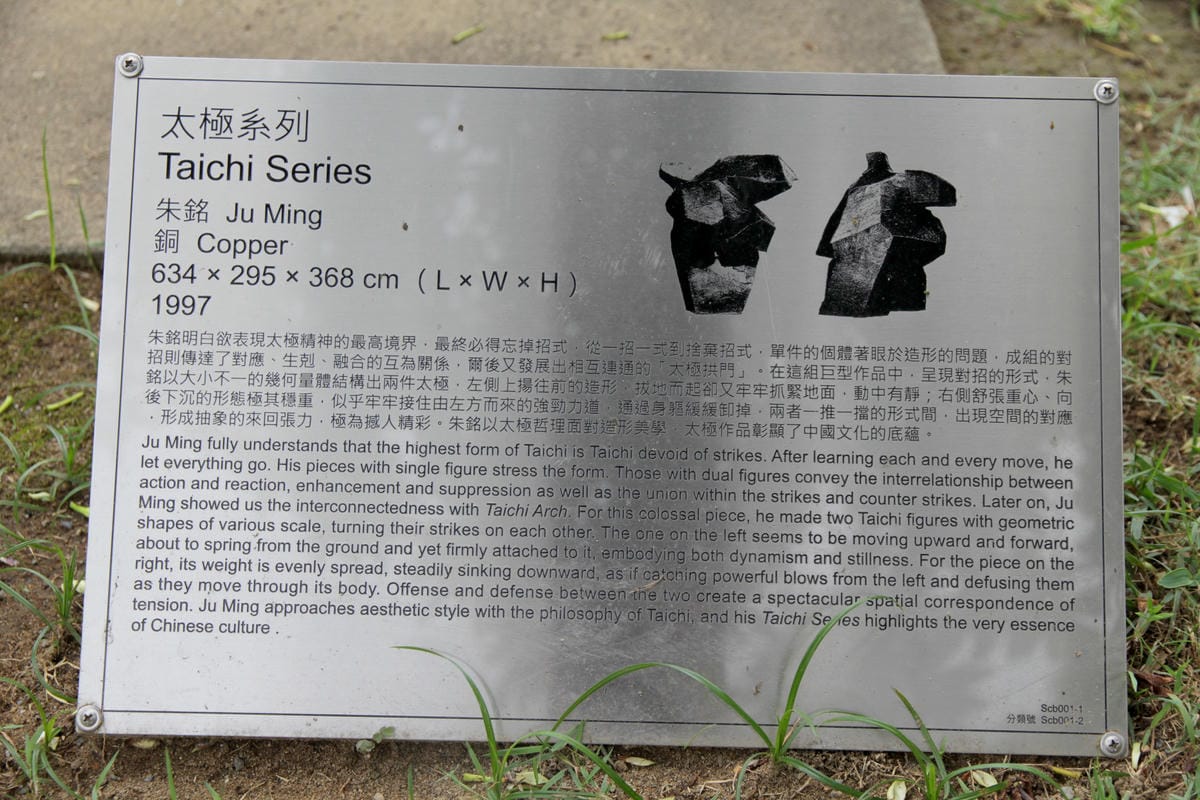 太極系列
Taichi Series
朱銘 Ju Ming
銅 Copper
634 × 295 × 368 cm ( L × W × H )
1997
朱銘明白欲表現太極精神的最高境界，最終必得忘掉招式，從一招一式到捨棄招式，單件的個體著眼於造形的問題，成組的對
招則傳達了對應、生剋、融合的互為關係，爾後又發展出相互連通的「太極拱門」。在這組巨型作品中，呈現對招的形式，朱
銘以大小不一的幾何量體結構出兩件太極，左側上揚往前的造形，拔地而起卻又牢牢抓緊地面，動中有靜；右側舒張重心、向
後下沉的形態極其穩重，似乎牢牢接住由左方而來的強勁力道，通過身軀緩緩卸掉，兩者一推一擋的形式間，出現空間的對應
，形成抽象的來回張力，極為撼人精彩。朱銘以太極哲理面對造形美學，太極作品彰顯了中國文化的底蘊。
Ju Ming fully understands that the highest form of Taichi is Taichi devoid of strikes. After learning each and every move, he
let everything go. His pieces with single figure stress the form. Those with dual figures convey the interrelationship between
action and reaction, enhancement and suppression as well as the union within the strikes and counter strikes. Later on, Ju
Ming showed us the interconnectedness with Taichi Arch. For this colossal piece, he made two Taichi figures with geometric
shapes of various scale, turning their strikes on each other. The one on the left seems to be moving upward and forward,
about to spring from the ground and yet firmly attached to it, embodying both dynamism and stillness. For the piece on the
right, its weight is evenly spread, steadily sinking downward, as if catching powerful blows from the left and defusing them
as they move through its body. Offense and defense between the two create a spectacular spatial correspondence of
tension. Ju Ming approaches aesthetic style with the philosophy of Taichi, and his Taichi Series highlights the very essence
of Chinese culture .
Scb001-1
分類號 Scb001-2